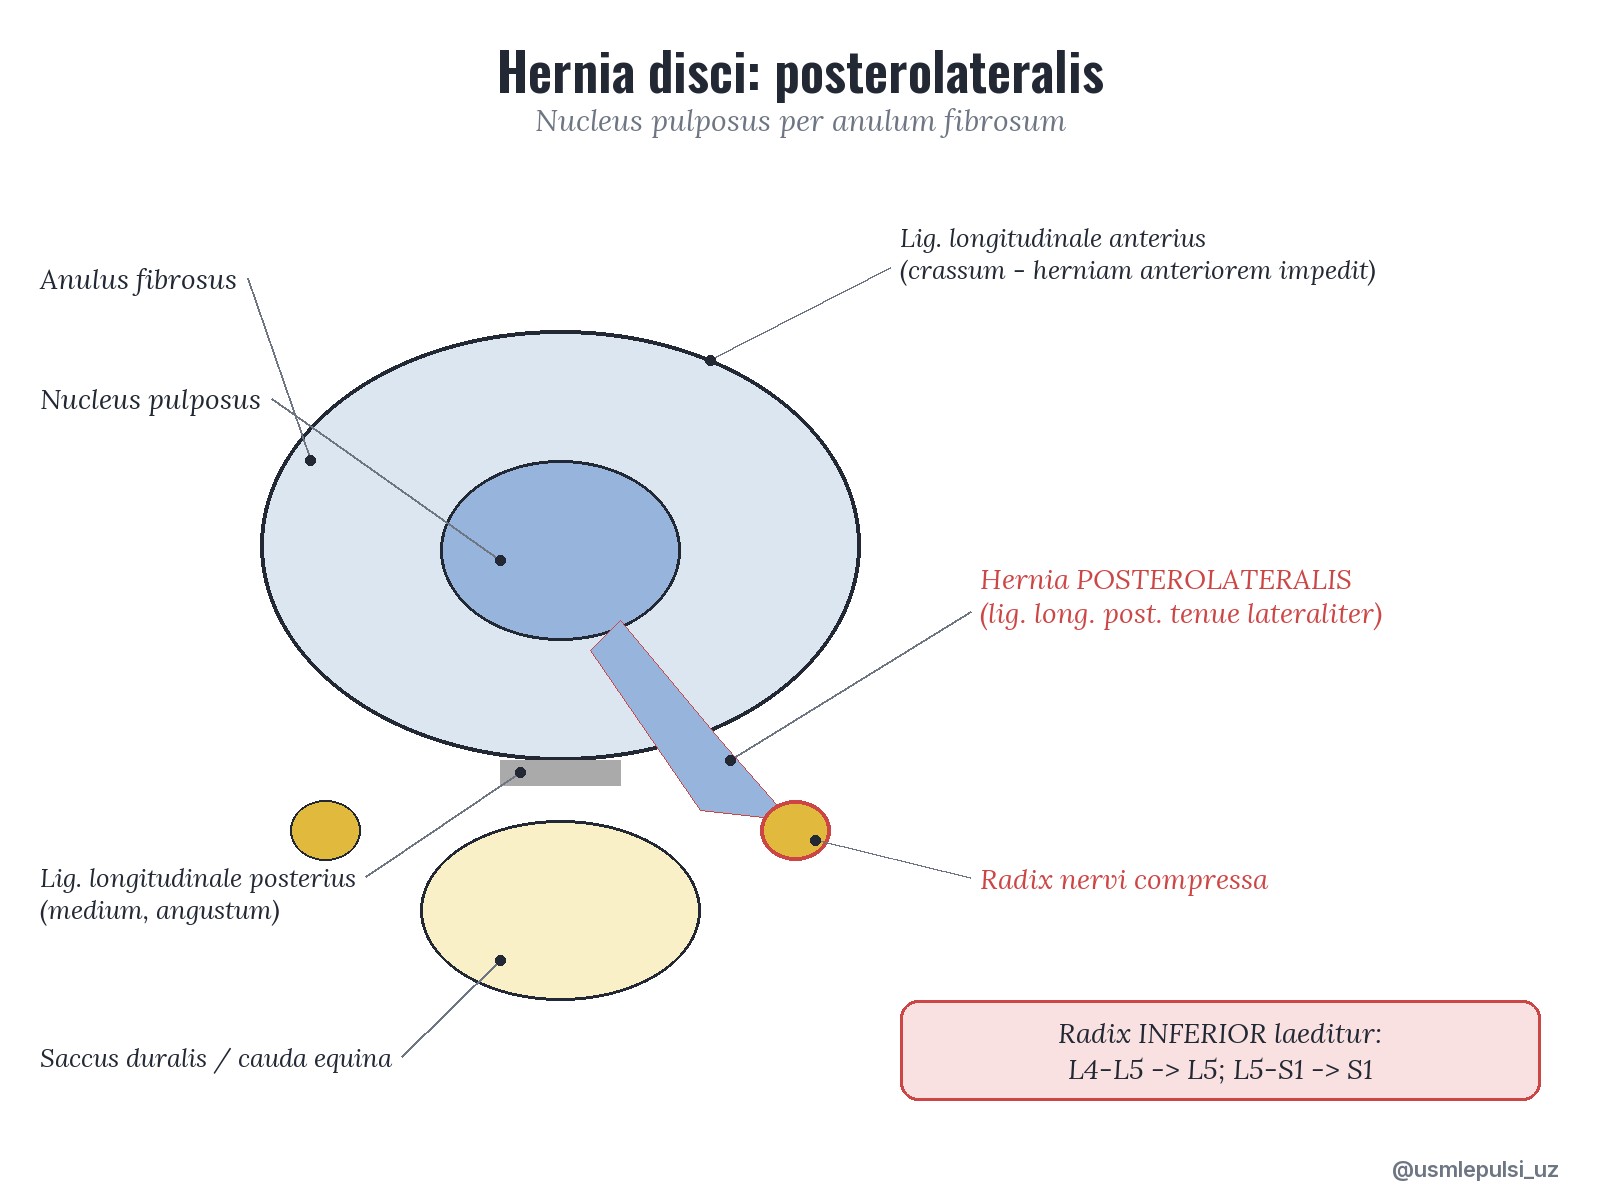 Hernia disci: posterolateralis
Nucleus pulposus per anulum fibrosum
Lig. longitudinale anterius
(crassum - herniam anteriorem impedit)
Anulus fibrosus
Nucleus pulposus
Hernia POSTEROLATERALIS
(lig. long. post. tenue lateraliter)
Lig. longitudinale posterius
(medium, angustum)
Radix nervi compressa
Saccus duralis / cauda equina
Radix INFERIOR laeditur:
L4-L5 -> L5; L5-S1 -> S1
@usmlepulsi_uz